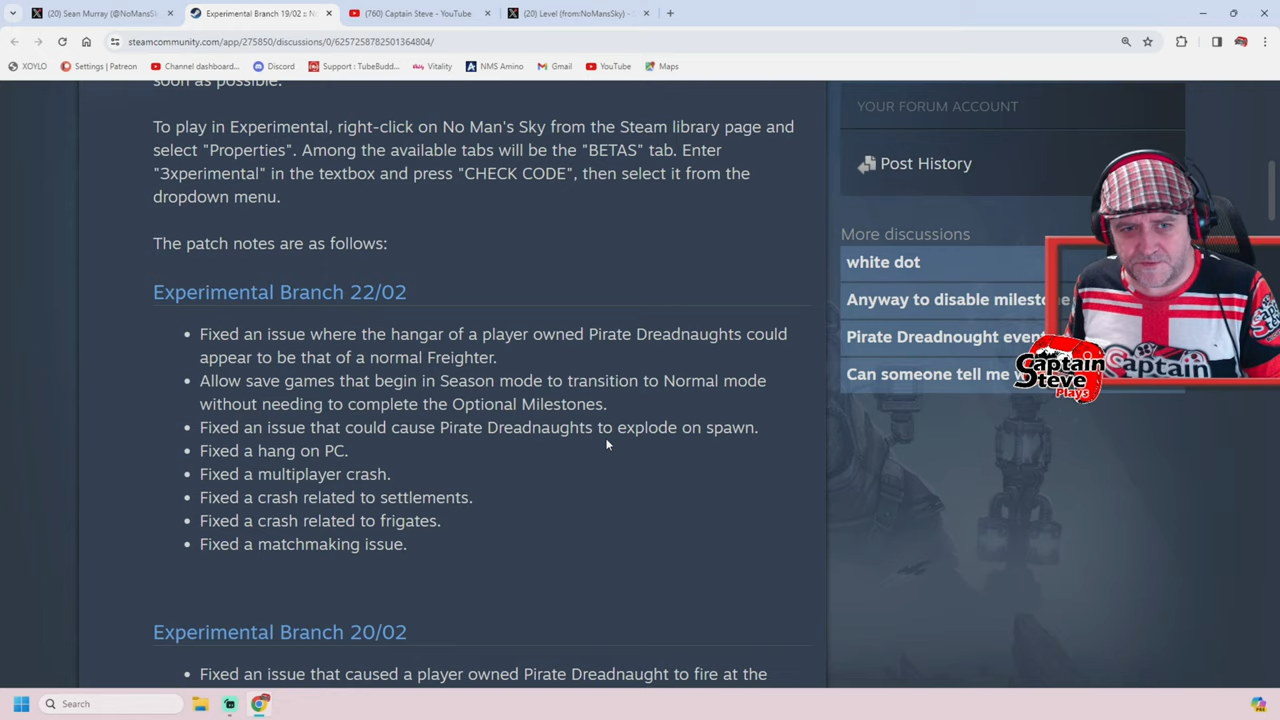 (20) Sean Murray (@NoMansSk
Experimental Branch 19/02 :: N
(760) Captain Steve - YouTube
(20) Level (from:NoMansSky) -
steamcommunity.com/app/275850/discussions/0/6257258782501364804/
XOYLO
Settings | Patreon
Channel dashboard...
Discord
Support : TubeBudd...
Vitality
NMS Amino
Gmail
YouTube
Maps
soon as possible.
To play in Experimental, right-click on No Man's Sky from the Steam library page and
select "Properties". Among the available tabs will be the "BETAS" tab. Enter
"3xperimental" in the textbox and press "CHECK CODE", then select it from the
dropdown menu.
The patch notes are as follows:
Experimental Branch 22/02
• Fixed an issue where the hangar of a player owned Pirate Dreadnaughts could
appear to be that of a normal Freighter.
• Allow save games that begin in Season mode to transition to Normal mode
without needing to complete the Optional Milestones.
• Fixed an issue that could cause Pirate Dreadnaughts to explode on spawn.
• Fixed a hang on PC.
• Fixed a multiplayer crash.
• Fixed a crash related to settlements.
• Fixed a crash related to frigates.
• Fixed a matchmaking issue.
Experimental Branch 20/02
• Fixed an issue that caused a player owned Pirate Dreadnaught to fire at the
YOUR FORUM ACCOUNT
Post History
More discussions
white dot
Anyway to disable milesto
Pirate Dreadnought event
Can someone tell me
Captain
Steve
Plays
Captain
Steve
Search